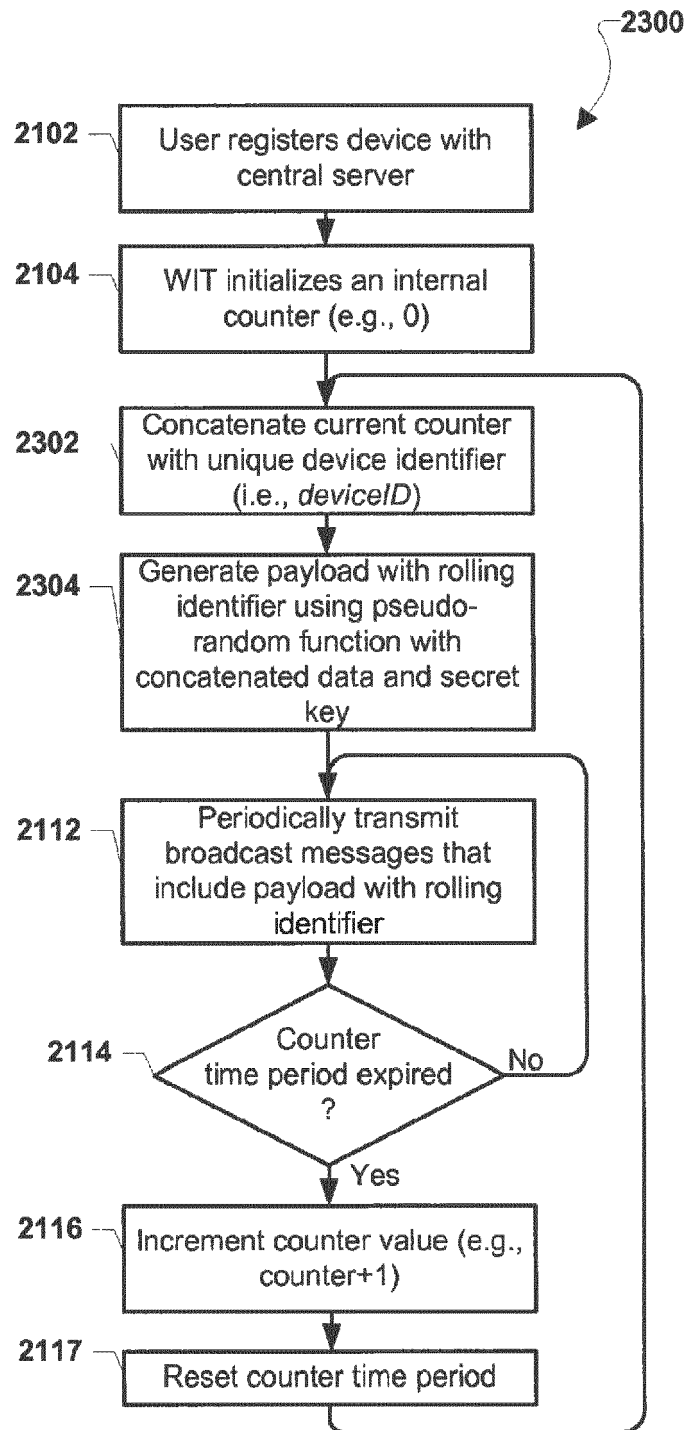 2300
2102
User registers device with
central server
2104
WIT initializes an internal
counter (e.g., 0)
2302
Concatenate current counter
with unique device identifier
(i.e., deviceID)
2304
Generate payload with rolling
identifier using pseudo-
random function with
concatenated data and secret
key
2112
Periodically transmit
broadcast messages that
include payload with rolling
identifier
2114
Counter
time period expired
?
No
Yes
2116
Increment counter value (e.g.,
counter+1)
2117
Reset counter time period